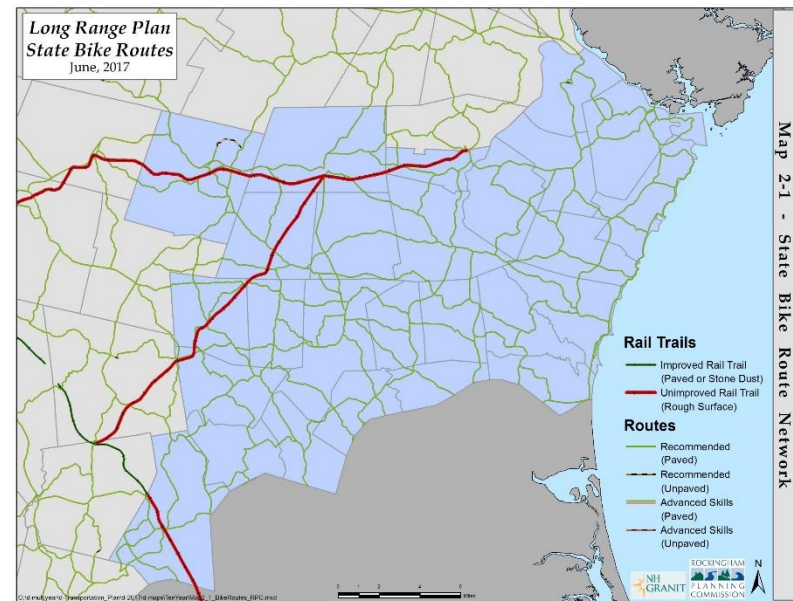 Long Range Plan
State Bike Routes
June, 2017
Map 2-1 - State Bike Route Network
Rail Trails
Improved Rail Trail
(Paved or Stone Dust)
Unimproved Rail Trail
(Rough Surface)
Routes
Recommended
(Paved)
Recommended
(Unpaved)
Advanced Skills
(Paved)
Advanced Skills
(Unpaved)
NH
GRANIT
ROCKINGHAM
PLANNING
COMMISSION
N
0 2 4 6
Miles